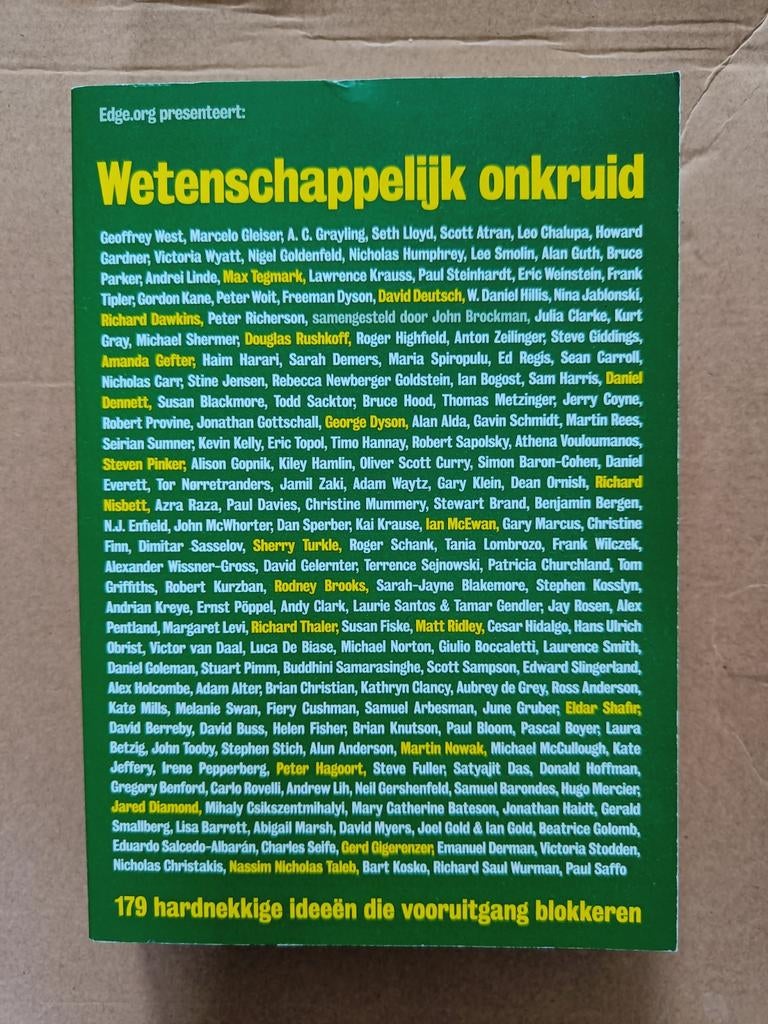 Edge.org presenteert:
Wetenschappelijk onkruid
Geoffrey West, Marcelo Gleiser, A. C. Grayling, Seth Lloyd, Scott Atran, Leo Chalupa, Howard
Gardner, Victoria Wyatt, Nigel Goldenfeld, Nicholas Humphrey, Lee Smolin, Alan Guth, Bruce
Parker, Andrei Linde, Max Tegmark, Lawrence Krauss, Paul Steinhardt, Eric Weinstein, Frank
Tipler, Gordon Kane, Peter Woit, Freeman Dyson, David Deutsch, W. Daniel Hillis, Nina Jablonski,
Richard Dawkins, Peter Richerson, samengesteld door John Brockman, Julia Clarke, Kurt
Gray, Michael Shermer, Douglas Rushkoff, Roger Highfield, Anton Zeilinger, Steve Giddings,
Amanda Gefter, Haim Harari, Sarah Demers, Maria Spiropulu, Ed Regis, Sean Carroll,
Nicholas Carr, Stine Jensen, Rebecca Newberger Goldstein, Ian Bogost, Sam Harris, Daniel
Dennett, Susan Blackmore, Todd Sacktor, Bruce Hood, Thomas Metzinger, Jerry Coyne,
Robert Provine, Jonathan Gottschall, George Dyson, Alan Alda, Gavin Schmidt, Martin Rees,
Seirian Sumner, Kevin Kelly, Eric Topol, Timo Hannay, Robert Sapolsky, Athena Vouloumanos,
Steven Pinker, Alison Gopnik, Kiley Hamlin, Oliver Scott Curry, Simon Baron-Cohen, Daniel
Everett, Tor Nørretranders, Jamil Zaki, Adam Waytz, Gary Klein, Dean Ornish, Richard
Nisbett, Azra Raza, Paul Davies, Christine Mummery, Stewart Brand, Benjamin Bergen,
N.J. Enfield, John McWhorter, Dan Sperber, Kai Krause, Ian McEwan, Gary Marcus, Christine
Finn, Dimitar Sasselov, Sherry Turkle, Roger Schank, Tania Lombrozo, Frank Wilczek,
Alexander Wissner-Gross, David Gelernter, Terrence Sejnowski, Patricia Churchland, Tom
Griffiths, Robert Kurzban, Rodney Brooks, Sarah-Jayne Blakemore, Stephen Kosslyn,
Andrian Kreye, Ernst Pöppel, Andy Clark, Laurie Santos & Tamar Gendler, Jay Rosen, Alex
Pentland, Margaret Levi, Richard Thaler, Susan Fiske, Matt Ridley, Cesar Hidalgo, Hans Ulrich
Obrist, Victor van Daal, Luca De Biase, Michael Norton, Giulio Boccaletti, Laurence Smith,
Daniel Goleman, Stuart Pimm, Buddhini Samarasinghe, Scott Sampson, Edward Slingerland,
Alex Holcombe, Adam Alter, Brian Christian, Kathryn Clancy, Aubrey de Grey, Ross Anderson,
Kate Mills, Melanie Swan, Fiery Cushman, Samuel Arbesman, June Gruber, Eldar Shafir,
David Berreby, David Buss, Helen Fisher, Brian Knutson, Paul Bloom, Pascal Boyer, Laura
Betzig, John Tooby, Stephen Stich, Alun Anderson, Martin Nowak, Michael McCullough, Kate
Jeffery, Irene Pepperberg, Peter Hagoort, Steve Fuller, Satyajit Das, Donald Hoffman,
Gregory Benford, Carlo Rovelli, Andrew Lih, Neil Gershenfeld, Samuel Barondes, Hugo Mercier,
Jared Diamond, Mihaly Csikszentmihalyi, Mary Catherine Bateson, Jonathan Haidt, Gerald
Smallberg, Lisa Barrett, Abigail Marsh, David Myers, Joel Gold & Ian Gold, Beatrice Golomb,
Eduardo Salcedo-Albarán, Charles Seife, Gerd Gigerenzer, Emanuel Derman, Victoria Stodden,
Nicholas Christakis, Nassim Nicholas Taleb, Bart Kosko, Richard Saul Wurman, Paul Saffo
179 hardnekkige ideeën die vooruitgang blokkeren